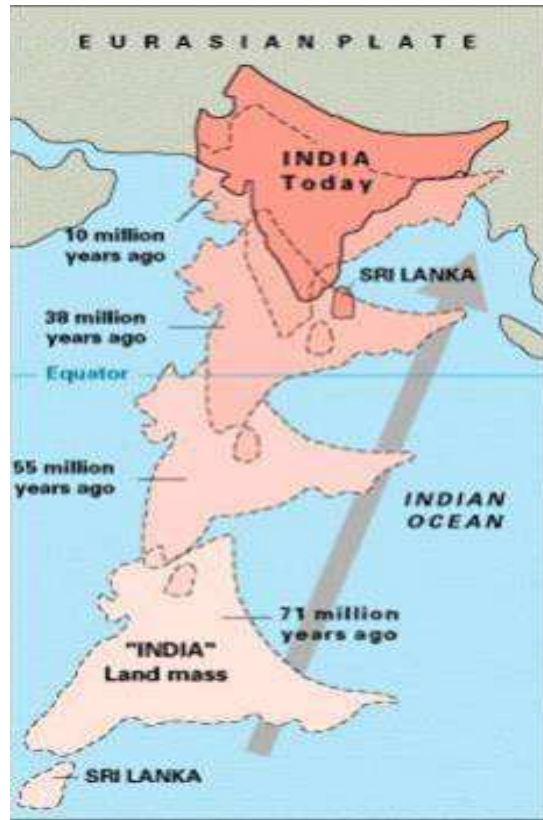 EURASIAN PLATE
INDIA
Today
10 million
years ago
SRI LANKA
38 million
years ago
Equator
55 million
years ago
INDIAN
OCEAN
71 million
years ago
"INDIA"
Land mass
SRI LANKA